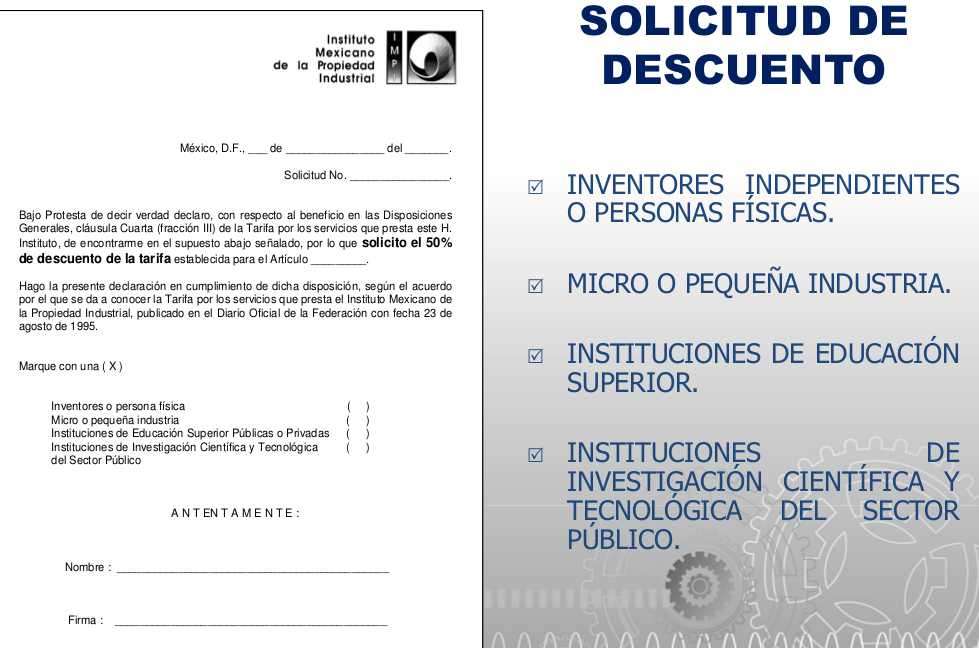 Instituto
Mexicano
de la Propiedad
Industrial
I
M
P
I
México, D.F., ___ de ________________ del _______.
Solicitud No. ________________.
Bajo Protesta de decir verdad declaro, con respecto al beneficio en las Disposiciones
Generales, cláusula Cuarta (fracción III) de la Tarifa por los servicios que presta este H.
Instituto, de encontrarme en el supuesto abajo señalado, por lo que solicito el 50%
de descuento de la tarifa establecida para el Artículo _________.
Hago la presente declaración en cumplimiento de dicha disposición, según el acuerdo
por el que se da a conocer la Tarifa por los servicios que presta el Instituto Mexicano de
la Propiedad Industrial, publicado en el Diario Oficial de la Federación con fecha 23 de
agosto de 1995.
Marque con una ( X )
Inventores o persona física ( )
Micro o pequeña industria ( )
Instituciones de Educación Superior Públicas o Privadas ( )
Instituciones de Investigación Científica y Tecnológica ( )
del Sector Público
A N T E N T A M E N T E :
Nombre : ____________________________________________
Firma : ____________________________________________
SOLICITUD DE
DESCUENTO
☑ INVENTORES INDEPENDIENTES
O PERSONAS FÍSICAS.
☑ MICRO O PEQUEÑA INDUSTRIA.
☑ INSTITUCIONES DE EDUCACIÓN
SUPERIOR.
☑ INSTITUCIONES DE
INVESTIGACIÓN CIENTÍFICA Y
TECNOLÓGICA DEL SECTOR
PÚBLICO.